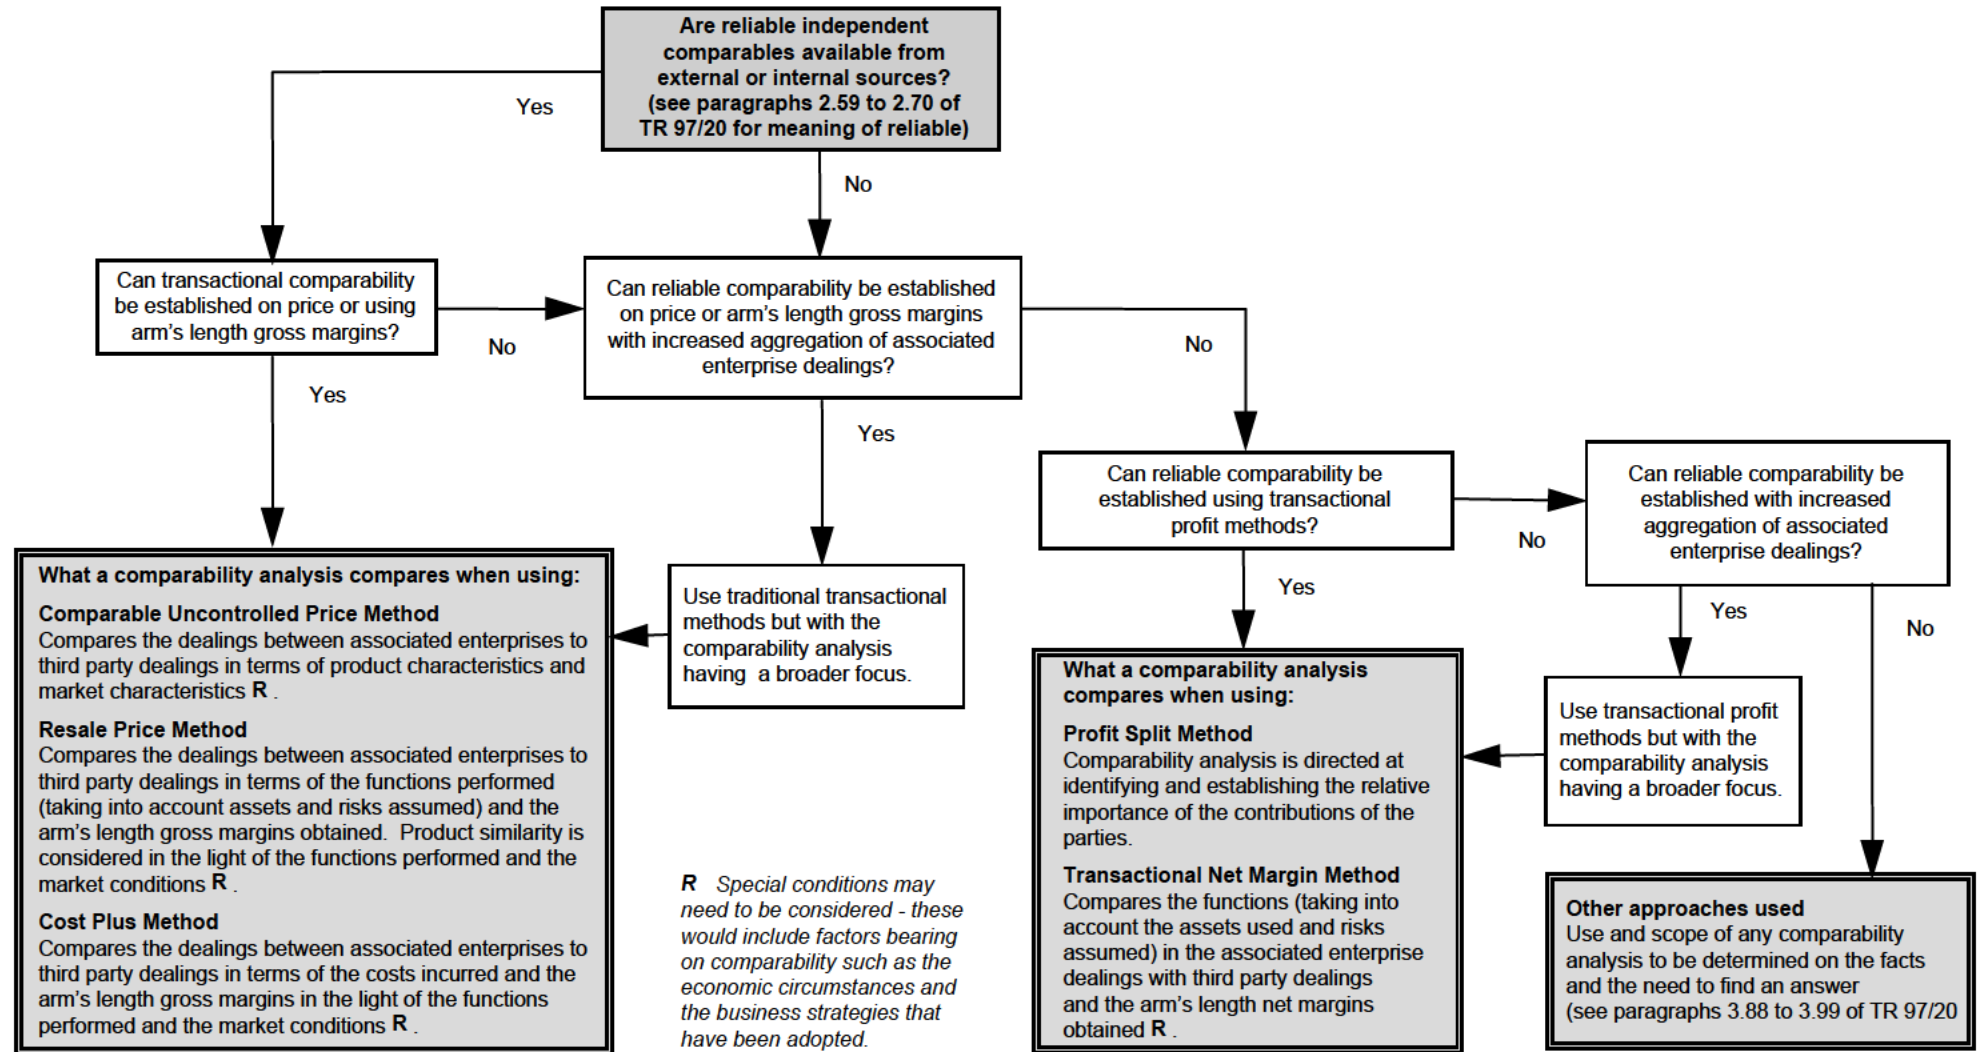 Are reliable independent
comparables available from
external or internal sources?
(see paragraphs 2.59 to 2.70 of
TR 97/20 for meaning of reliable)
Yes
No
Can transactional comparability
be established on price or using
arm's length gross margins?
No
Yes
Can reliable comparability be established
on price or arm's length gross margins
with increased aggregation of associated
enterprise dealings?
No
Yes
Can reliable comparability be
established using transactional
profit methods?
No
Yes
Can reliable comparability be
established with increased
aggregation of associated
enterprise dealings?
Yes
No
What a comparability analysis compares when using:
Comparable Uncontrolled Price Method
Compares the dealings between associated enterprises to
third party dealings in terms of product characteristics and
market characteristics R .
Resale Price Method
Compares the dealings between associated enterprises to
third party dealings in terms of the functions performed
(taking into account assets and risks assumed) and the
arm's length gross margins obtained.  Product similarity is
considered in the light of the functions performed and the
market conditions R .
Cost Plus Method
Compares the dealings between associated enterprises to
third party dealings in terms of the costs incurred and the
arm's length gross margins in the light of the functions
performed and the market conditions R .
Use traditional transactional
methods but with the
comparability analysis
having  a broader focus.
R Special conditions may
need to be considered - these
would include factors bearing
on comparability such as the
economic circumstances and
the business strategies that
have been adopted.
What a comparability analysis
compares when using:
Profit Split Method
Comparability analysis is directed at
identifying and establishing the relative
importance of the contributions of the
parties.
Transactional Net Margin Method
Compares the functions (taking into
account the assets used and risks
assumed) in the associated enterprise
dealings with third party dealings
and the arm's length net margins
obtained R .
Use transactional profit
methods but with the
comparability analysis
having a broader focus.
Other approaches used
Use and scope of any comparability
analysis to be determined on the facts
and the need to find an answer
(see paragraphs 3.88 to 3.99 of TR 97/20